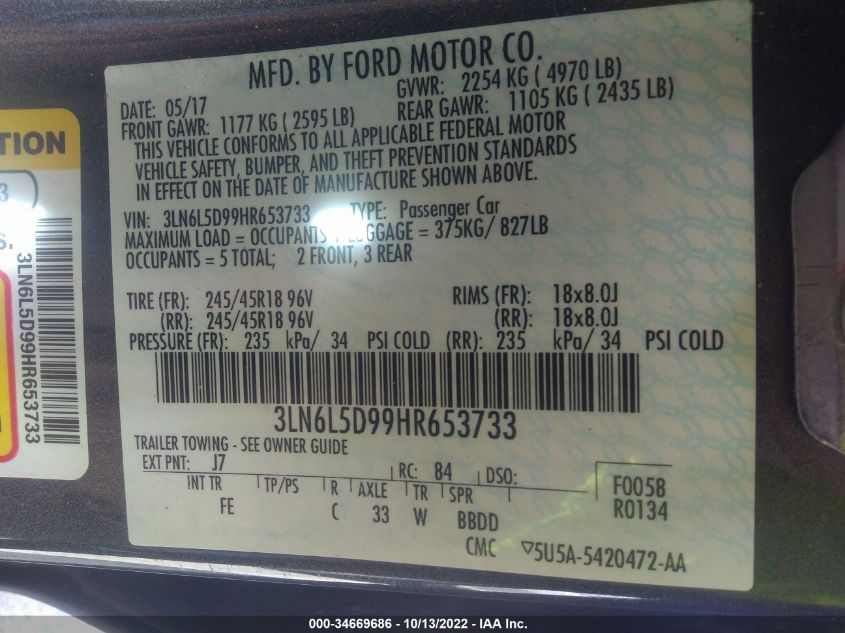 MFD. BY FORD MOTOR CO.
DATE: 05/17 GVWR: 2254 KG ( 4970 LB)
FRONT GAWR: 1177 KG ( 2595 LB) REAR GAWR: 1105 KG ( 2435 LB)
THIS VEHICLE CONFORMS TO ALL APPLICABLE FEDERAL MOTOR
VEHICLE SAFETY, BUMPER, AND THEFT PREVENTION STANDARDS
IN EFFECT ON THE DATE OF MANUFACTURE SHOWN ABOVE.
VIN: 3LN6L5D99HR653733 TYPE: Passenger Car
MAXIMUM LOAD = OCCUPANTS + LUGGAGE = 375KG/ 827LB
OCCUPANTS = 5 TOTAL; 2 FRONT, 3 REAR
TIRE (FR): 245/45R18 96V RIMS (FR): 18x8.0J
(RR): 245/45R18 96V (RR): 18x8.0J
PRESSURE (FR): 235 kPa/ 34 PSI COLD (RR): 235 kPa/ 34 PSI COLD
3LN6L5D99HR653733
TRAILER TOWING - SEE OWNER GUIDE
EXT PNT: J7 RC: 84 DSO:
INT TR TP/PS R AXLE TR SPR F0058
FE C 33 W BBDD R0134
CMC ▽5U5A-5420472-AA
TION
3
S.
3LN6L5D99HR653733
000-34669686 - 10/13/2022 - IAA Inc.